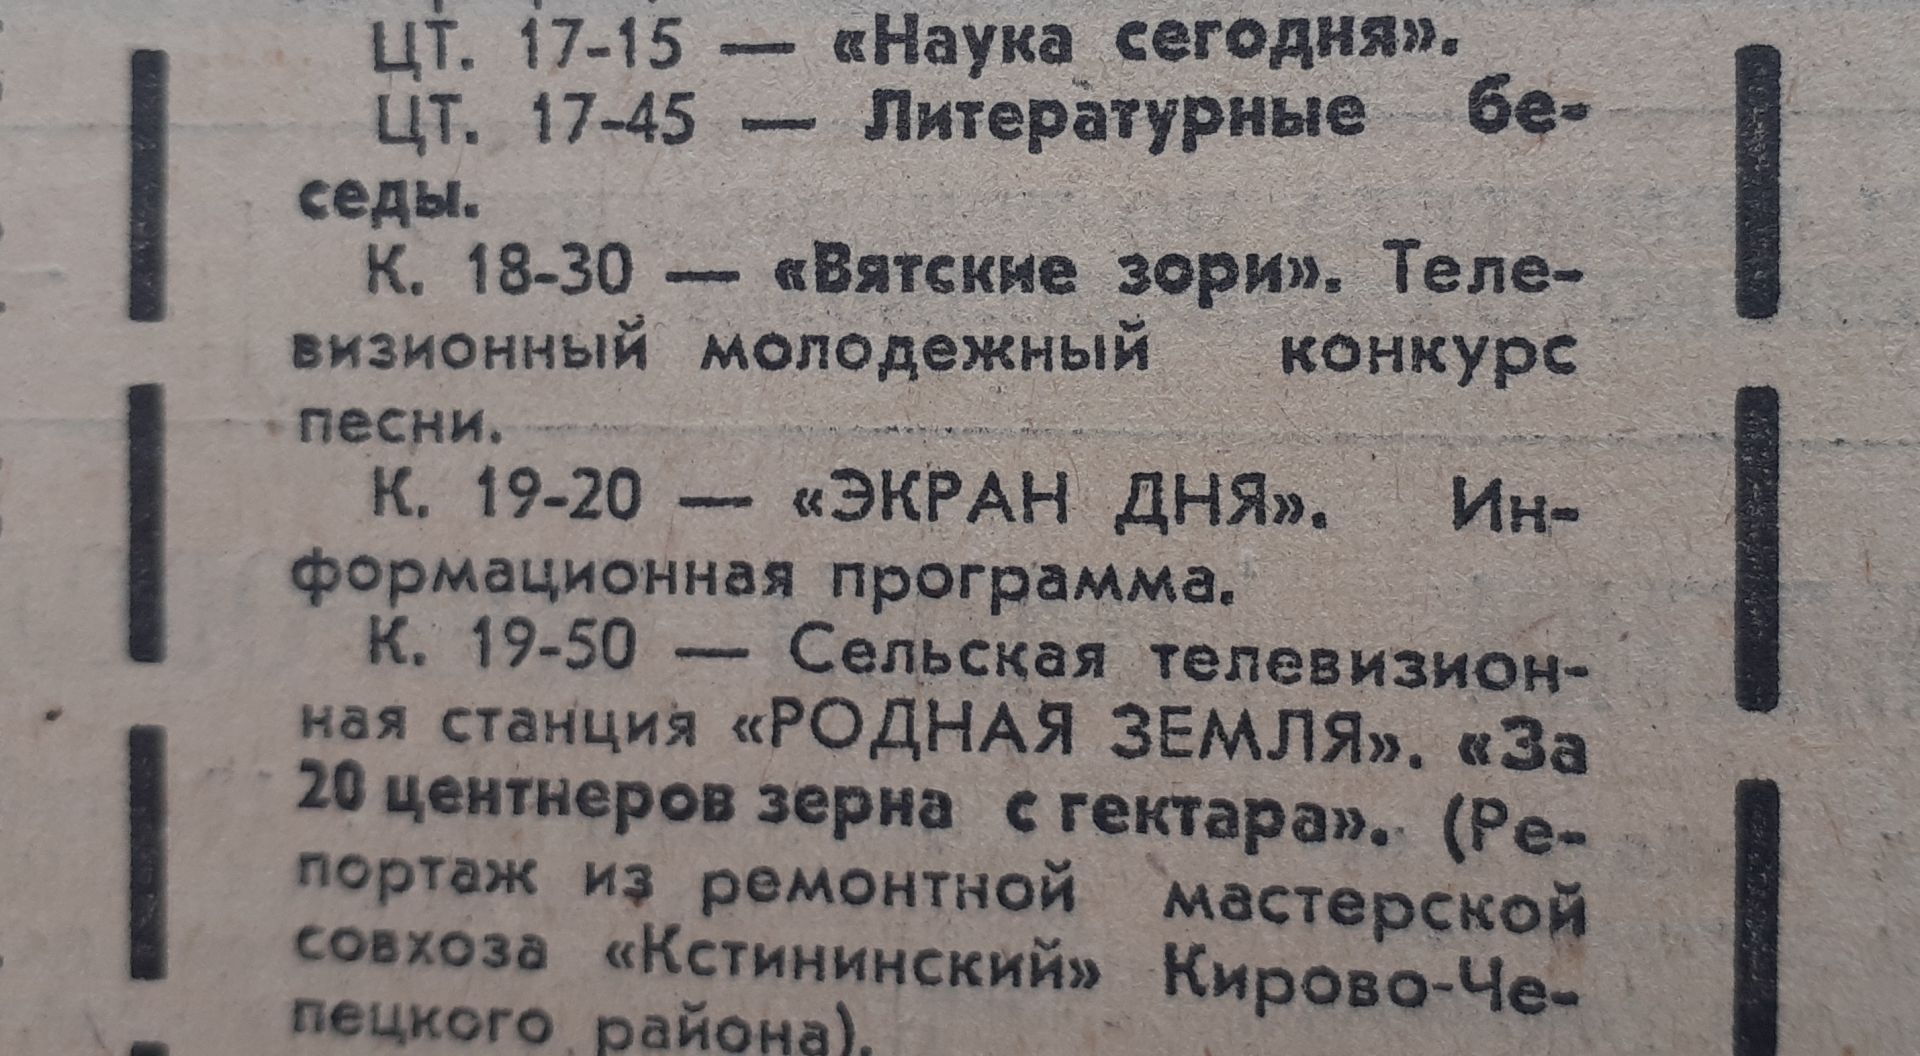 ЦТ. 17-15 — «Наука сегодня».
ЦТ. 17-45 — Литературные бе-
седы.
К. 18-30 — «Вятские зори». Теле-
визионный молодежный конкурс
песни.
К. 19-20 — «ЭКРАН ДНЯ». Ин-
формационная программа.
К. 19-50 — Сельская телевизион-
ная станция «РОДНАЯ ЗЕМЛЯ». «За
20 центнеров зерна с гектара». (Ре-
портаж из ремонтной мастерской
совхоза «Кстининский» Кирово-Че-
пецкого района).